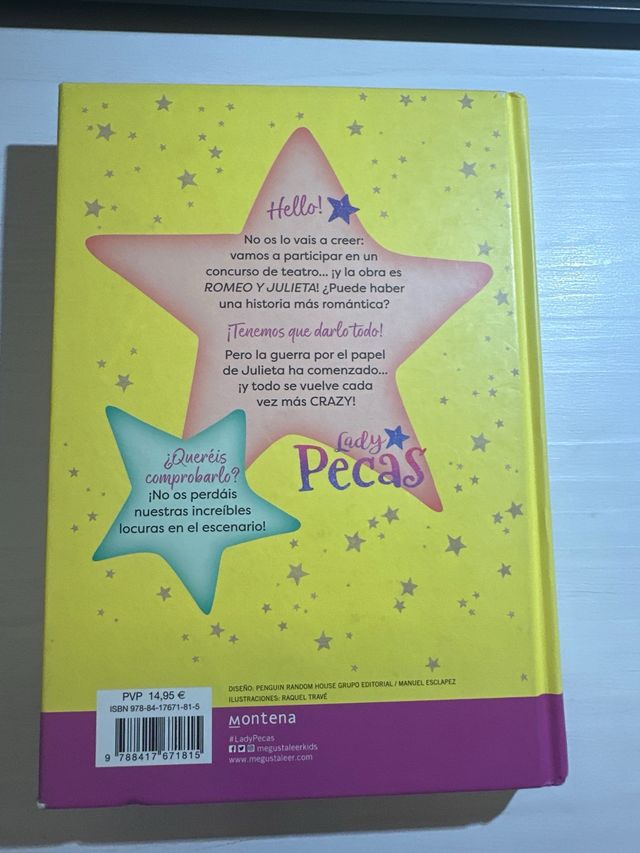 Hello!
No os lo vais a creer:
vamos a participar en un
concurso de teatro... ¡y la obra es
ROMEO Y JULIETA! ¿Puede haber
una historia más romántica?
¡Tenemos que darlo todo!
Pero la guerra por el papel
de Julieta ha comenzado...
¡y todo se vuelve cada
vez más CRAZY!
Lady
Pecas
¿Queréis
comprobarlo?
¡No os perdáis
nuestras increíbles
locuras en el escenario!
PVP 14,95 €
ISBN 978-84-17671-81-5
9 788417 671815
DISEÑO: PENGUIN RANDOM HOUSE GRUPO EDITORIAL / MANUEL ESCLAPEZ
ILUSTRACIONES: RAQUEL TRAVÉ
Montena
#LadyPecas
megustaleerkids
www.megustaleer.com